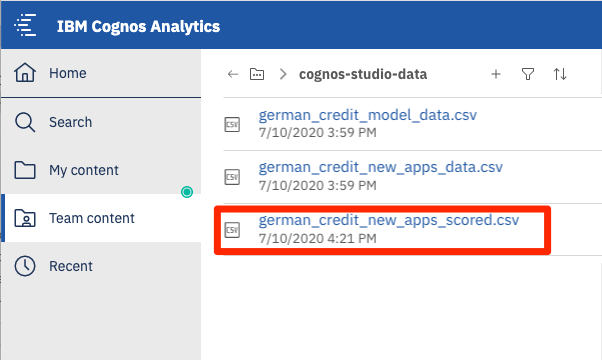 IBM Cognos Analytics
Home
Search
My content
Team content
Recent
cognos-studio-data
CSV
german_credit_model_data.csv
7/10/2020 3:59 PM
CSV
german_credit_new_apps_data.csv
7/10/2020 3:59 PM
CSV
german_credit_new_apps_scored.csv
7/10/2020 4:21 PM